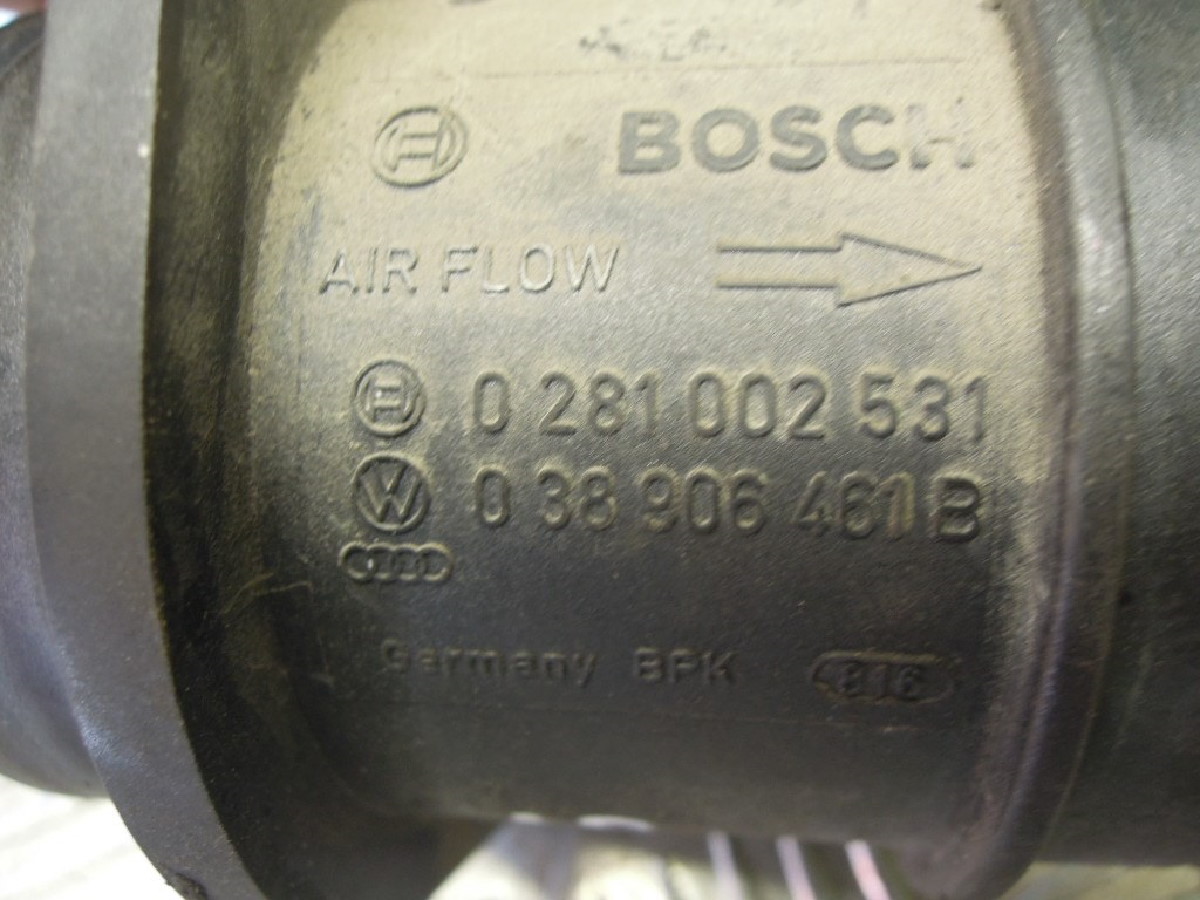 BOSCH
AIR FLOW
0 281 002 531
0 38 906 461 B
Germany BPK 816